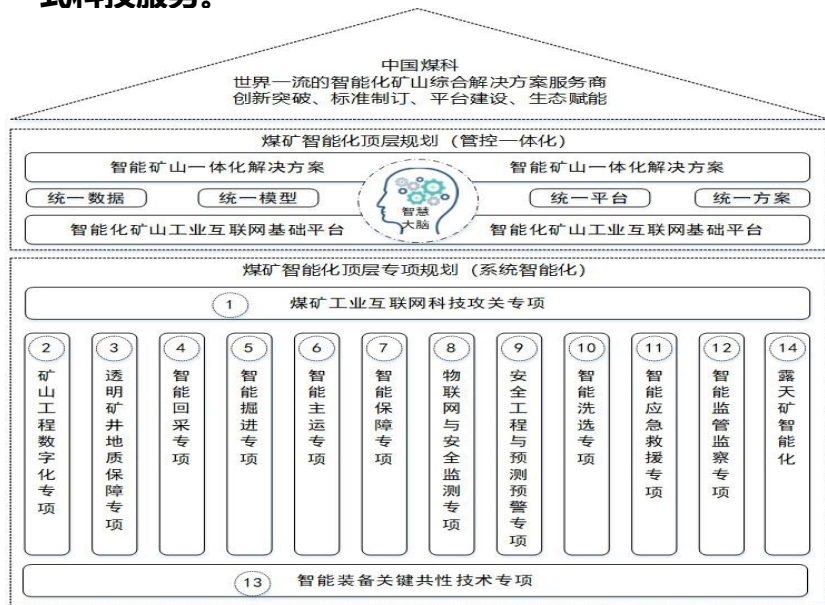 式科技服务。
中国煤科
世界一流的智能化矿山综合解决方案服务商
创新突破、标准制订、平台建设、生态赋能
煤矿智能化顶层规划（管控一体化）
智能矿山一体化解决方案
智能矿山一体化解决方案
统一数据
统一模型
智慧
大脑
统一平台
统一方案
智能化矿山工业互联网基础平台
智能化矿山工业互联网基础平台
煤矿智能化顶层专项规划（系统智能化）
1 煤矿工业互联网科技攻关专项
2 矿山工程数字化专项
3 透明矿井地质保障专项
4 智能回采专项
5 智能掘进专项
6 智能主运专项
7 智能保障专项
8 物联网与安全监测专项
9 安全工程与预测预警专项
10 智能洗选专项
11 智能应急救援专项
12 智能监管监察专项
14 露天矿智能化
13 智能装备关键共性技术专项